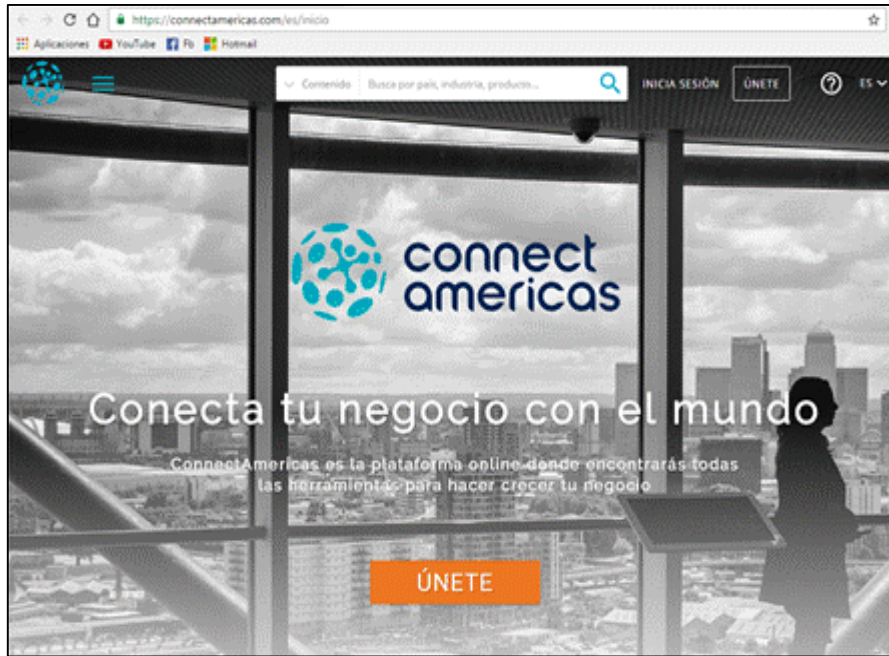 https://connectamericas.com/es/inicio
Aplicaciones YouTube Fb Hotmail
Contenido Busca por país, industria, producto... INICIA SESIÓN ÚNETE ? ES
connect
americas
Conecta tu negocio con el mundo
ConnectAmericas es la plataforma online donde encontrarás todas
las herramientas para hacer crecer tu negocio
ÚNETE